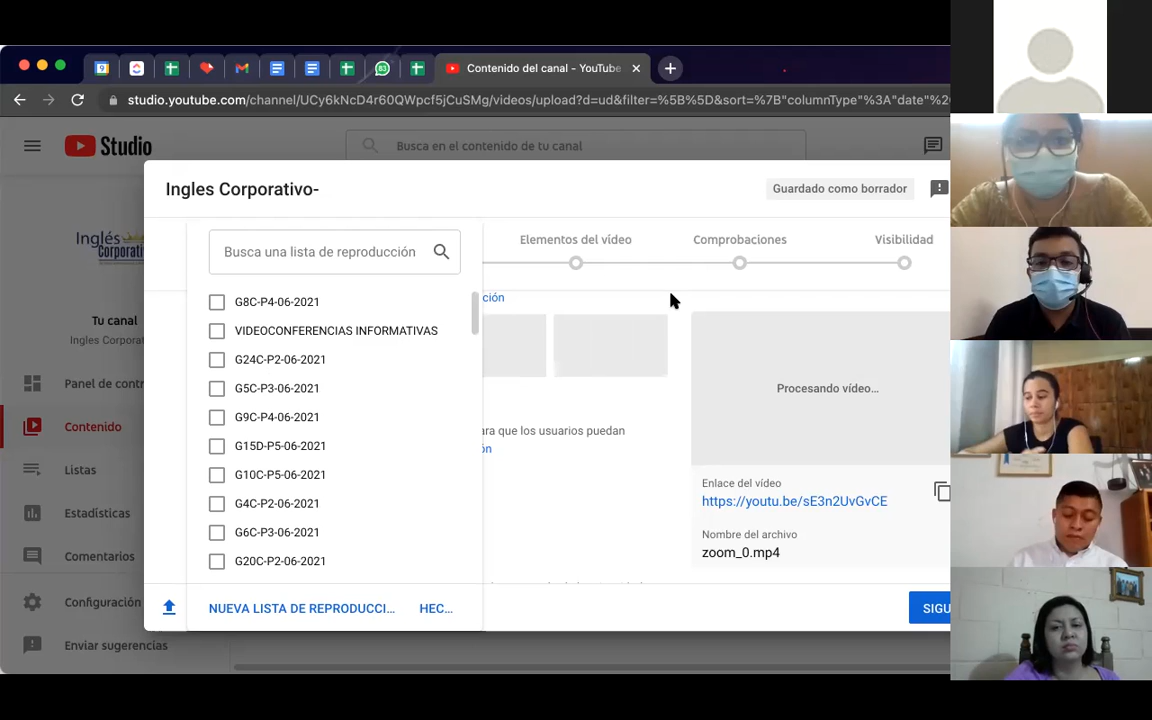 9
83
Contenido del canal - YouTube
studio.youtube.com/channel/UCy6kNcD4r60QWpcf5jCuSMg/videos/upload?d=ud&filter=%5B%5D&sort=%7B"columnType"%3A"date"%2
Studio
Busca en el contenido de tu canal
Ingles Corporativo-
Guardado como borrador
Inglés
Corporativo
Tu canal
Ingles Corporat
Panel de contr
Contenido
Listas
Estadísticas
Comentarios
Configuración
Enviar sugerencias
Busca una lista de reproducción
G8C-P4-06-2021
VIDEOCONFERENCIAS INFORMATIVAS
G24C-P2-06-2021
G5C-P3-06-2021
G9C-P4-06-2021
G15D-P5-06-2021
G10C-P5-06-2021
G4C-P2-06-2021
G6C-P3-06-2021
G20C-P2-06-2021
NUEVA LISTA DE REPRODUCCI... HEC...
Elementos del vídeo
Comprobaciones
Visibilidad
ción
ara que los usuarios puedan
ón
Procesando vídeo...
Enlace del vídeo
https://youtu.be/sE3n2UvGvCE
Nombre del archivo
zoom_0.mp4
SIGU